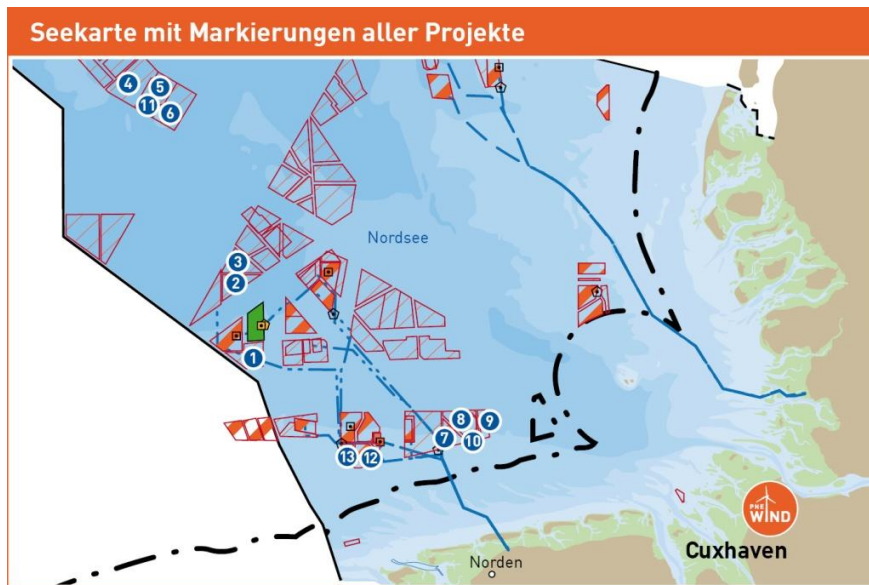 Seekarte mit Markierungen aller Projekte
4
5
11
6
Nordsee
3
2
1
8
9
7
10
13
12
PNE
WIND
Cuxhaven
Norden